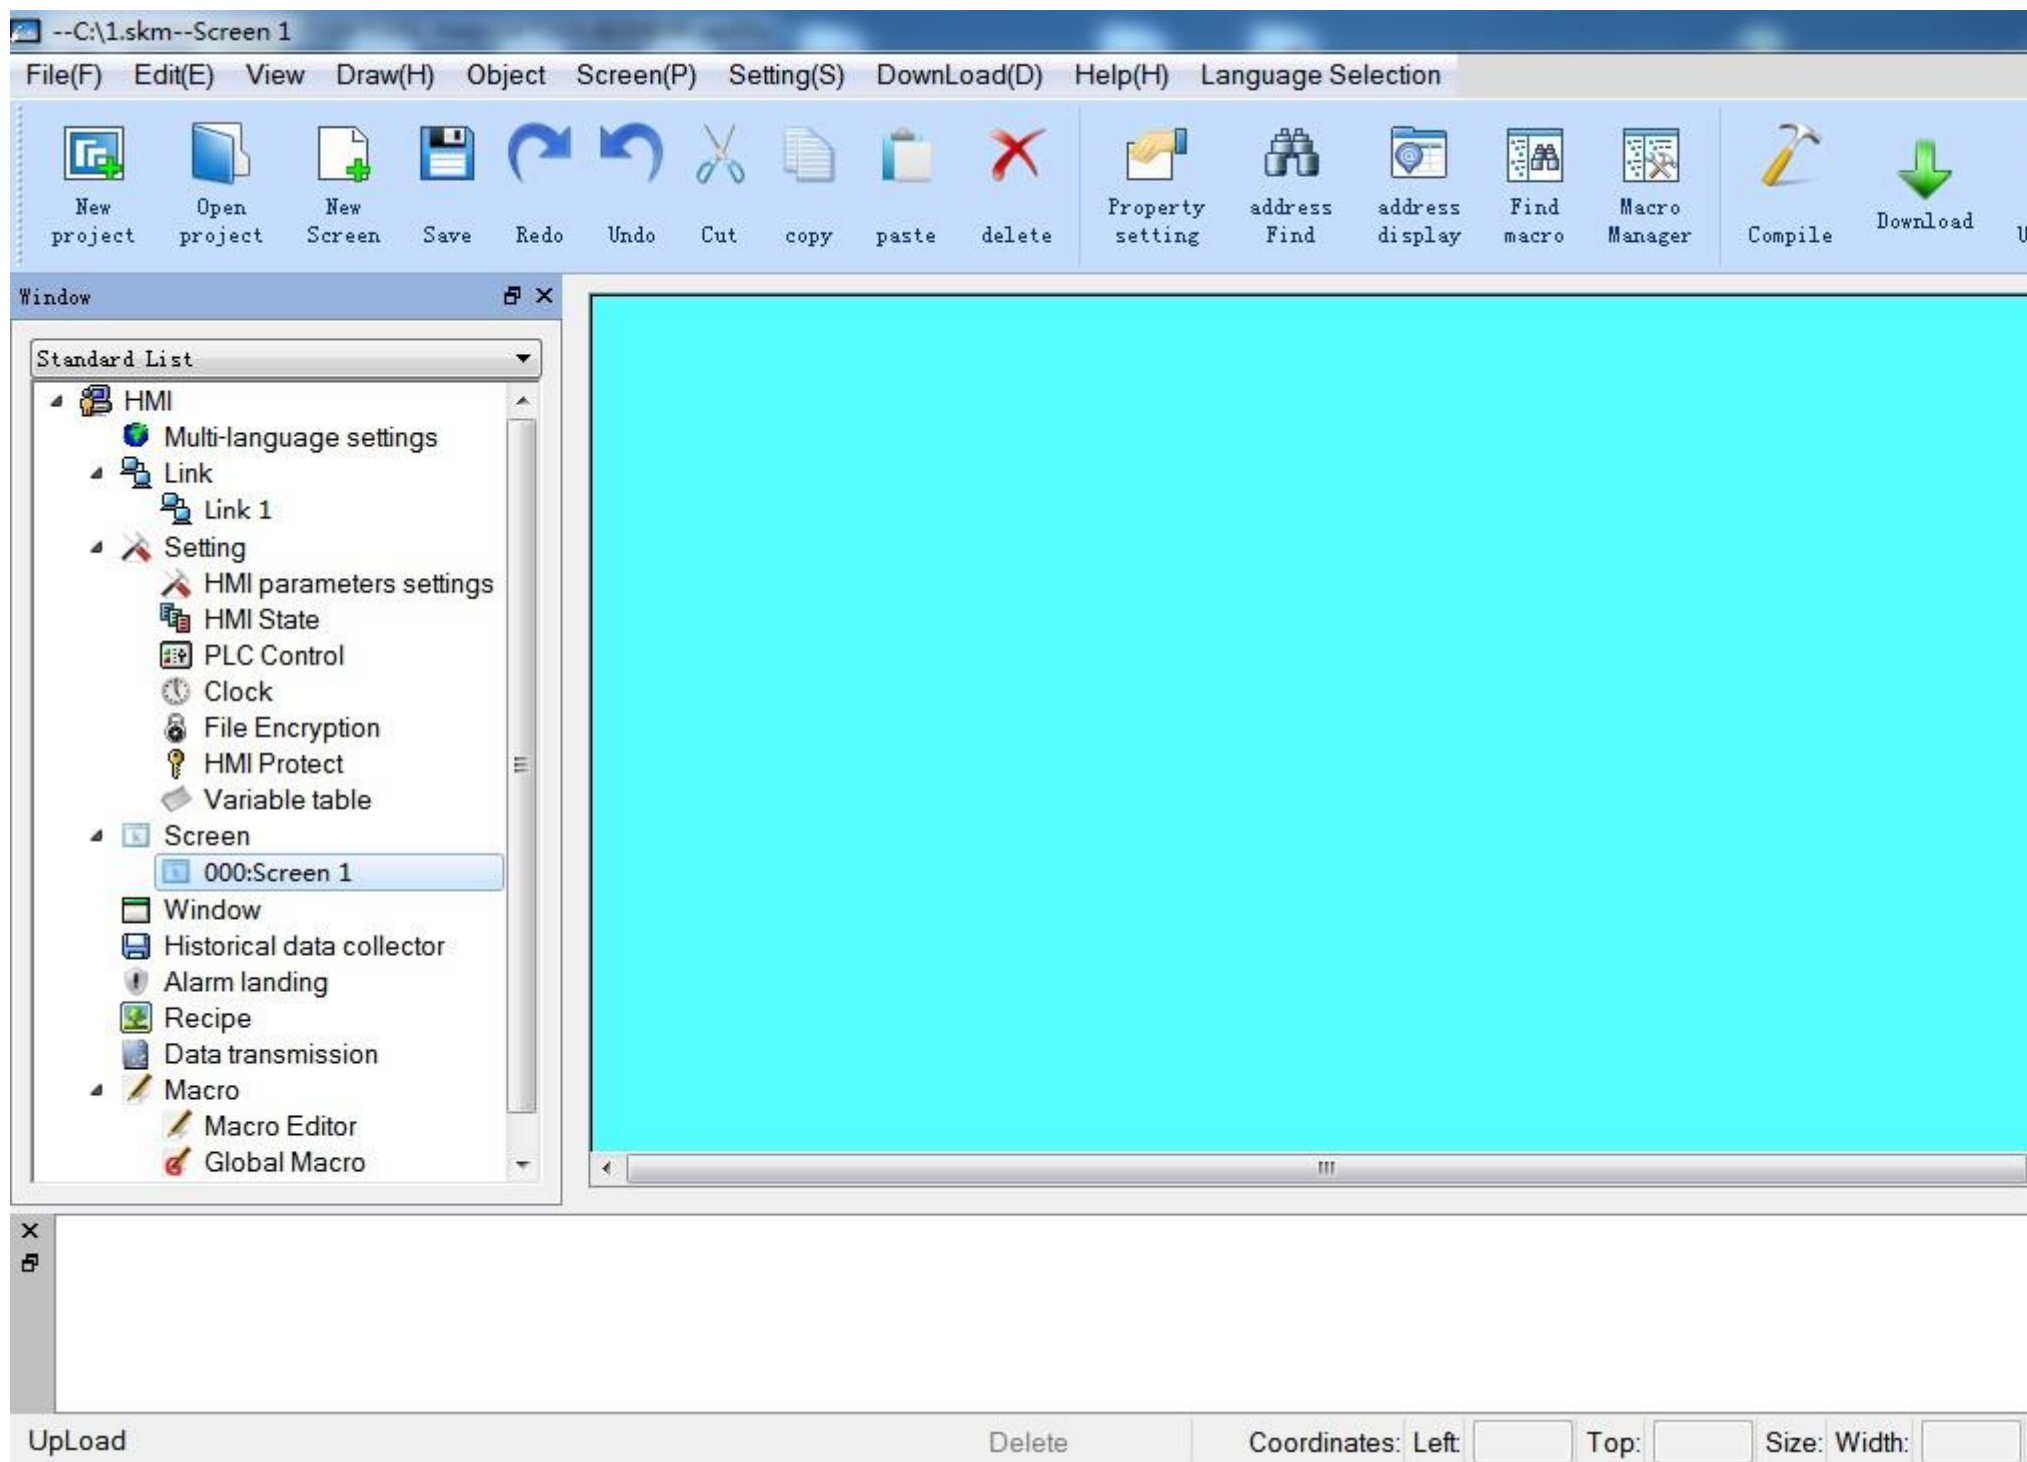 --C:\1.skm--Screen 1
File(F) Edit(E) View Draw(H) Object Screen(P) Setting(S) DownLoad(D) Help(H) Language Selection
New project
Open project
New Screen
Save
Redo
Undo
Cut
copy
paste
delete
Property setting
address Find
address display
Find macro
Macro Manager
Compile
Download
Window
Standard List
HMI
Multi-language settings
Link
Link 1
Setting
HMI parameters settings
HMI State
PLC Control
Clock
File Encryption
HMI Protect
Variable table
Screen
000:Screen 1
Window
Historical data collector
Alarm landing
Recipe
Data transmission
Macro
Macro Editor
Global Macro
UpLoad Delete Coordinates: Left: Top: Size: Width: